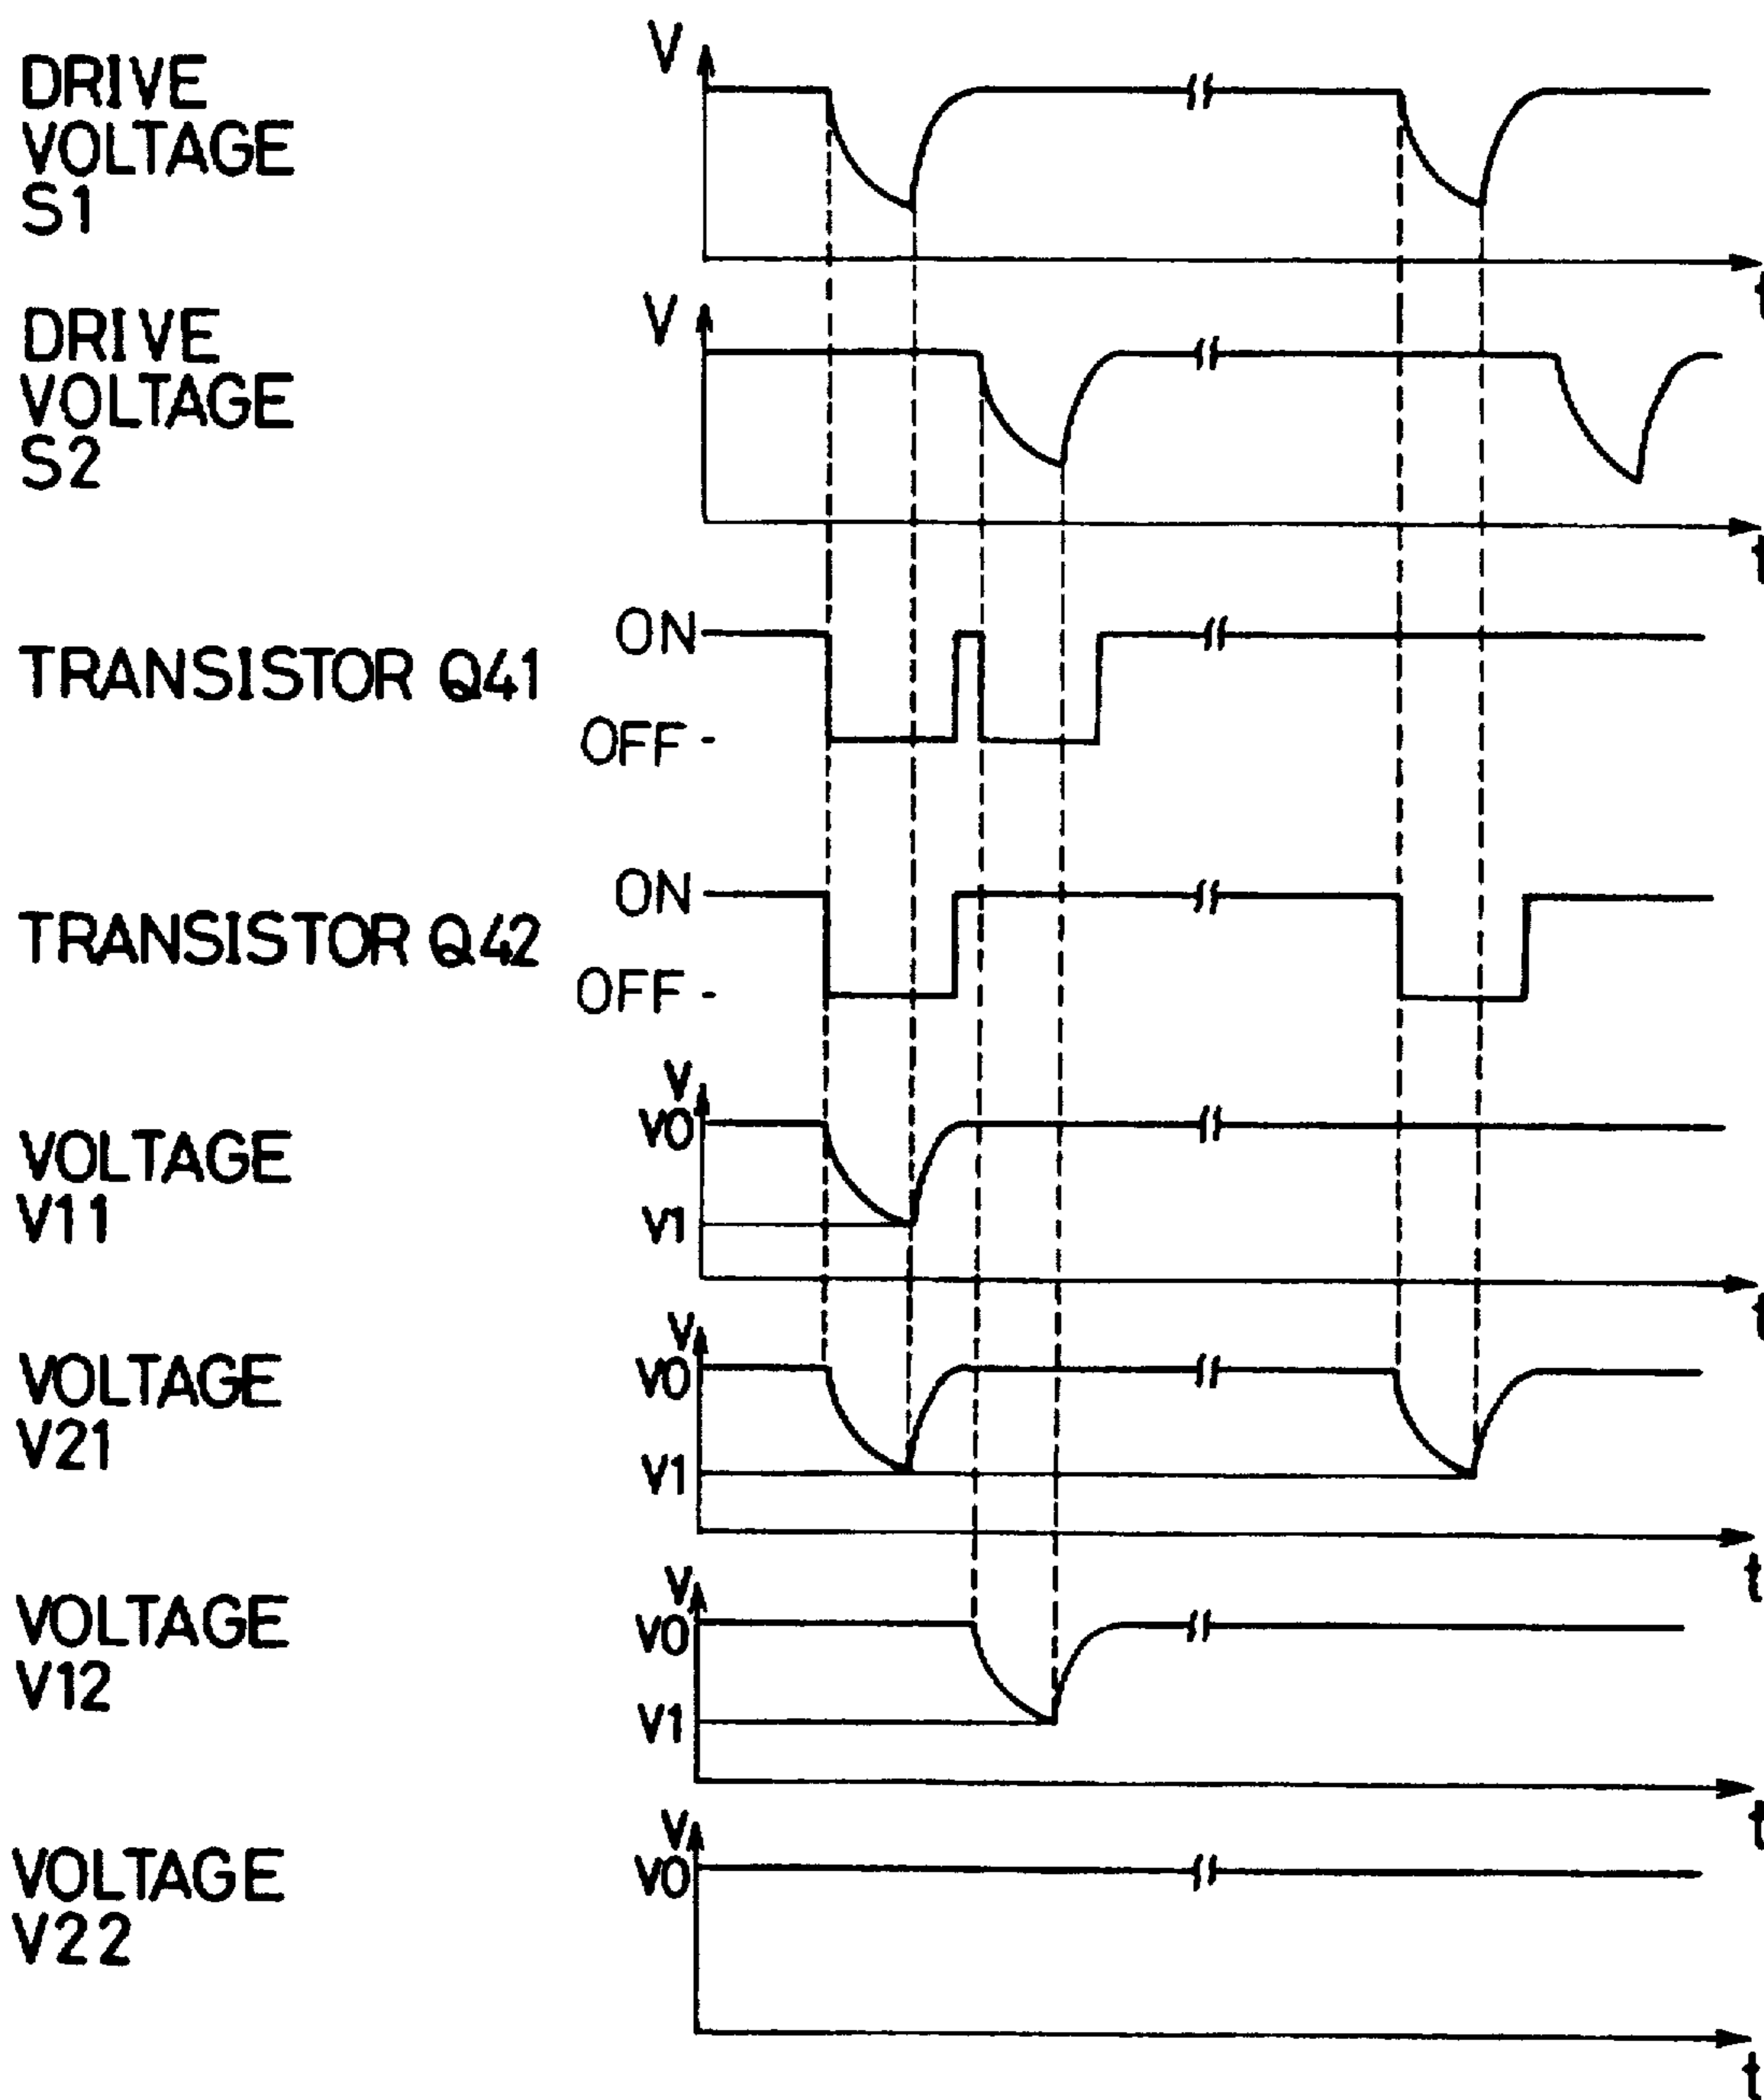 DRIVE
VOLTAGE
S1
V
t
DRIVE
VOLTAGE
S2
V
t
TRANSISTOR Q41
ON
OFF
TRANSISTOR Q42
ON
OFF
VOLTAGE
V11
V
V0
V1
t
VOLTAGE
V21
V
V0
V1
t
VOLTAGE
V12
V
V0
V1
t
VOLTAGE
V22
V
V0
t